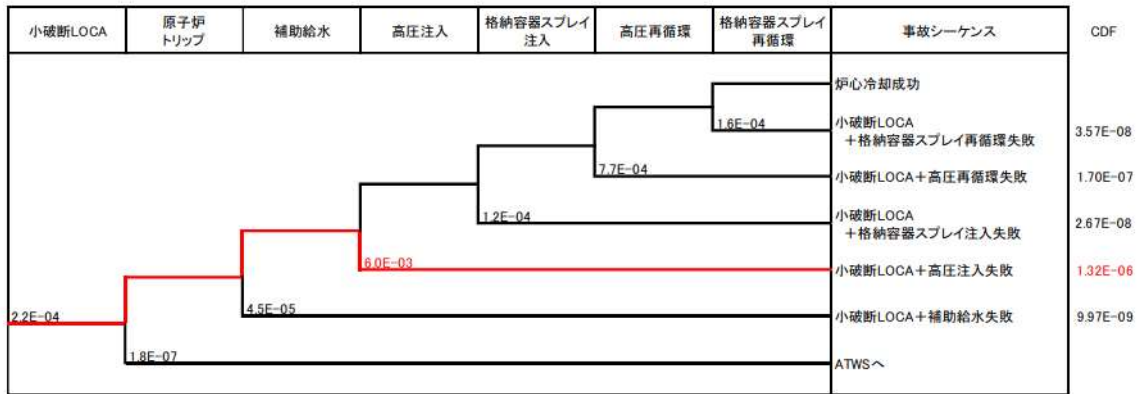 小破断LOCA
原子炉
トリップ
補助給水
高圧注入
格納容器スプレイ
注入
高圧再循環
格納容器スプレイ
再循環
事故シーケンス
CDF
炉心冷却成功
1.6E-04
小破断LOCA
+格納容器スプレイ再循環失敗
3.57E-08
7.7E-04
小破断LOCA+高圧再循環失敗
1.70E-07
1.2E-04
小破断LOCA
+格納容器スプレイ注入失敗
2.67E-08
6.0E-03
小破断LOCA+高圧注入失敗
1.32E-06
2.2E-04
4.5E-05
小破断LOCA+補助給水失敗
9.97E-09
1.8E-07
ATWSへ